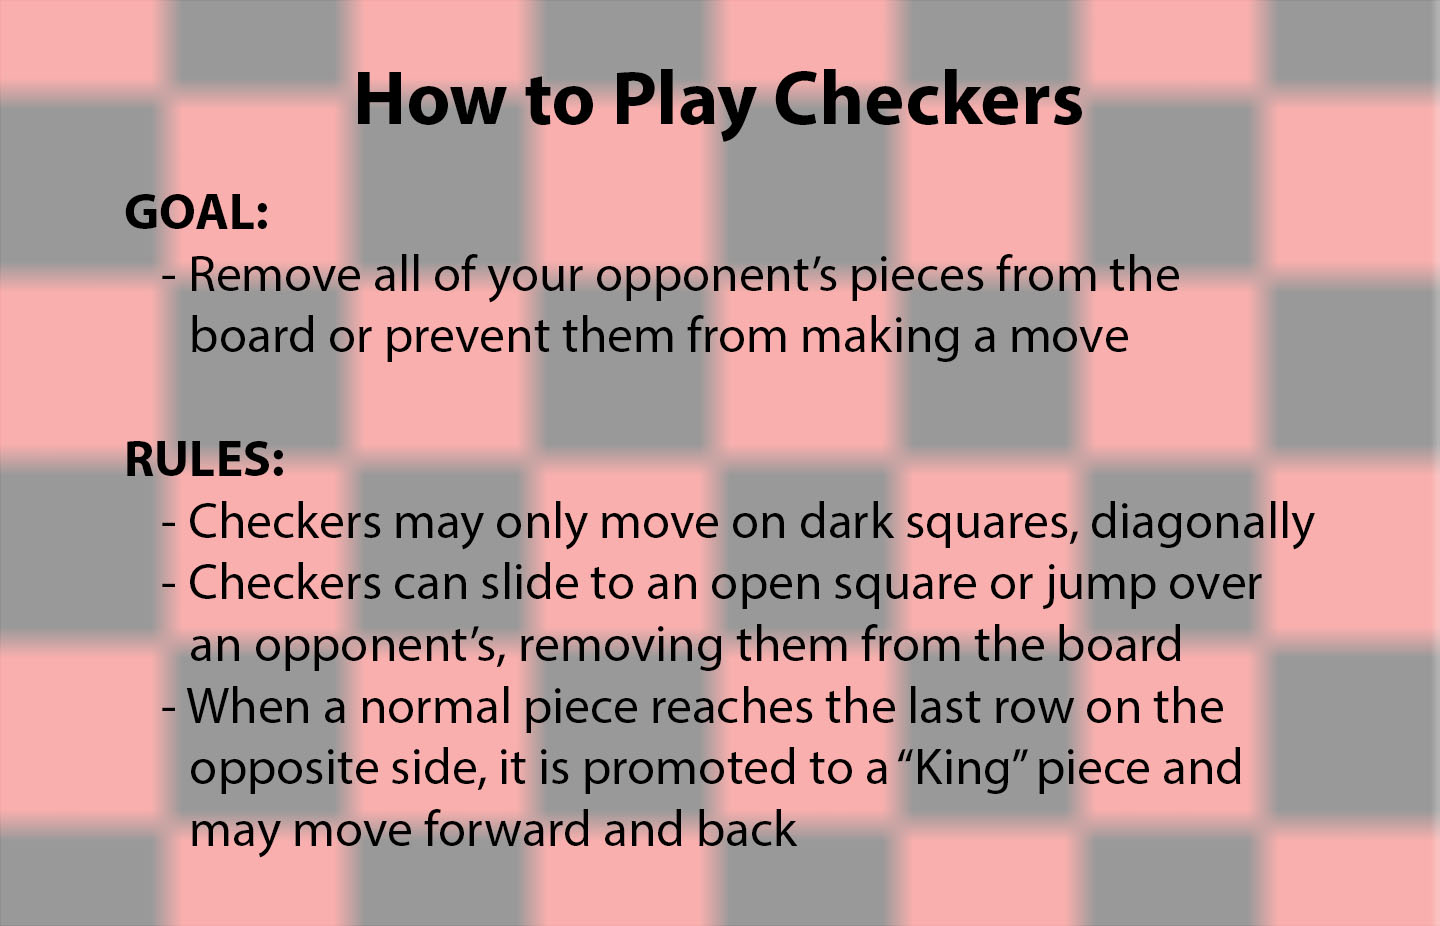 How to Play Checkers
GOAL:
- Remove all of your opponent’s pieces from the
board or prevent them from making a move
RULES:
- Checkers may only move on dark squares, diagonally
- Checkers can slide to an open square or jump over
an opponent’s, removing them from the board
- When a normal piece reaches the last row on the
opposite side, it is promoted to a “King” piece and
may move forward and back